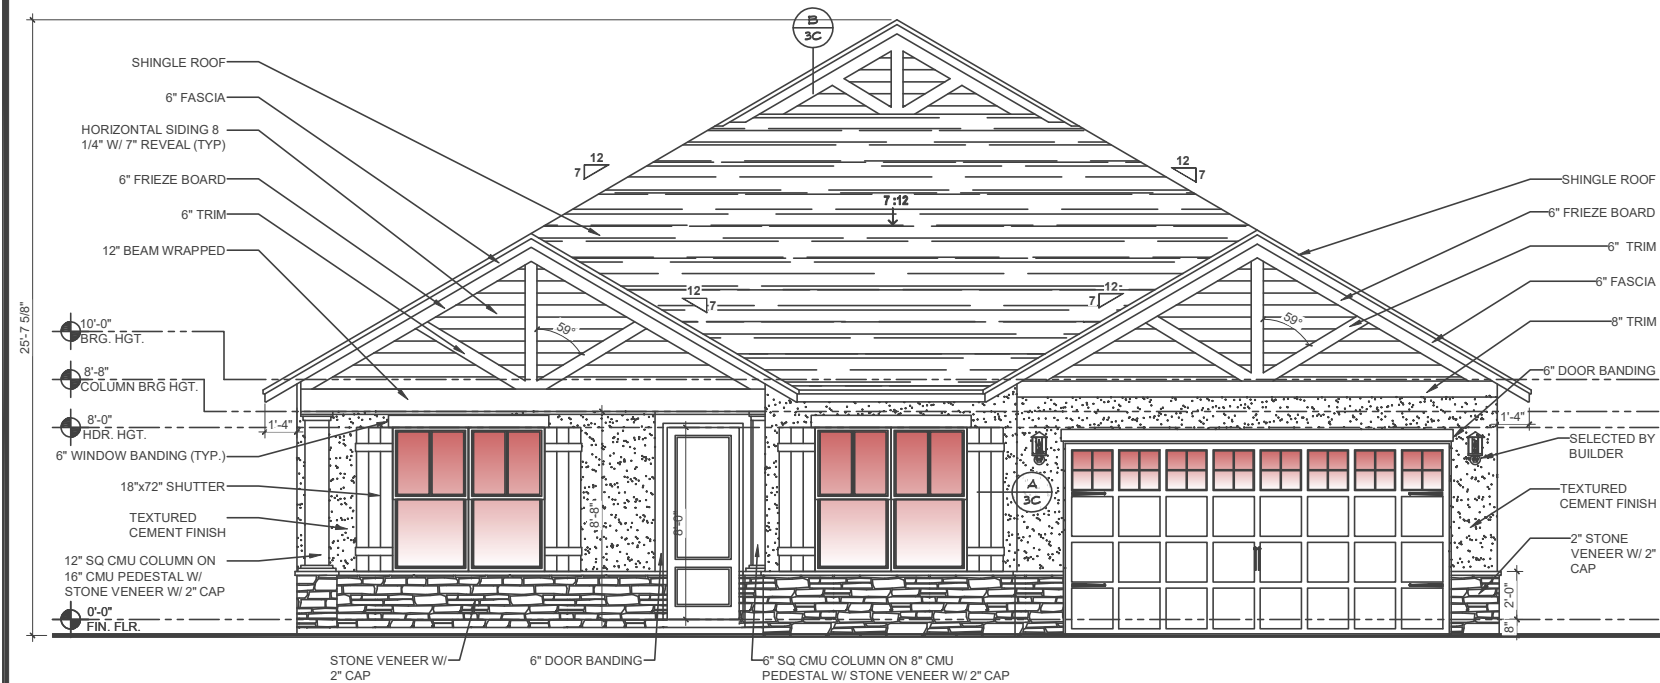 B
3C
SHINGLE ROOF
6" FASCIA
HORIZONTAL SIDING 8
1/4" W/ 7" REVEAL (TYP)
6" FRIEZE BOARD
6" TRIM
12" BEAM WRAPPED
12
7
12
7
7 :12
SHINGLE ROOF
6" FRIEZE BOARD
6" TRIM
6" FASCIA
8" TRIM
6" DOOR BANDING
12
7
12
7
59°
59°
25'-7 5/8"
10'-0"
BRG. HGT.
8'-8"
COLUMN BRG HGT.
8'-0"
HDR. HGT.
1'-4"
1'-4"
6" WINDOW BANDING (TYP.)
18"x72" SHUTTER
TEXTURED
CEMENT FINISH
12" SQ CMU COLUMN ON
16" CMU PEDESTAL W/
STONE VENEER W/ 2" CAP
0'-0"
FIN. FLR.
8'-8"
A
3C
SELECTED BY
BUILDER
TEXTURED
CEMENT FINISH
2" STONE
VENEER W/ 2"
CAP
2'-0"
8"
STONE VENEER W/
2" CAP
6" DOOR BANDING
6" SQ CMU COLUMN ON 8" CMU
PEDESTAL W/ STONE VENEER W/ 2" CAP